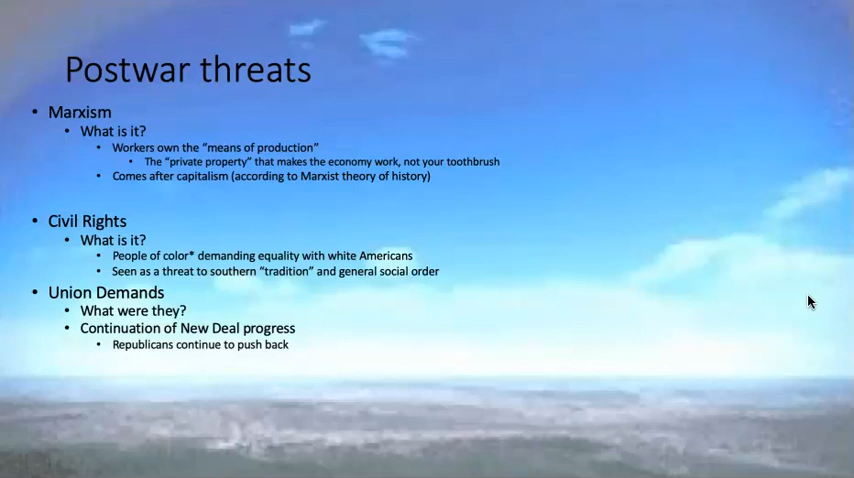 Postwar threats
• Marxism
• What is it?
• Workers own the “means of production”
• The “private property” that makes the economy work, not your toothbrush
• Comes after capitalism (according to Marxist theory of history)
• Civil Rights
• What is it?
• People of color* demanding equality with white Americans
• Seen as a threat to southern “tradition” and general social order
• Union Demands
• What were they?
• Continuation of New Deal progress
• Republicans continue to push back